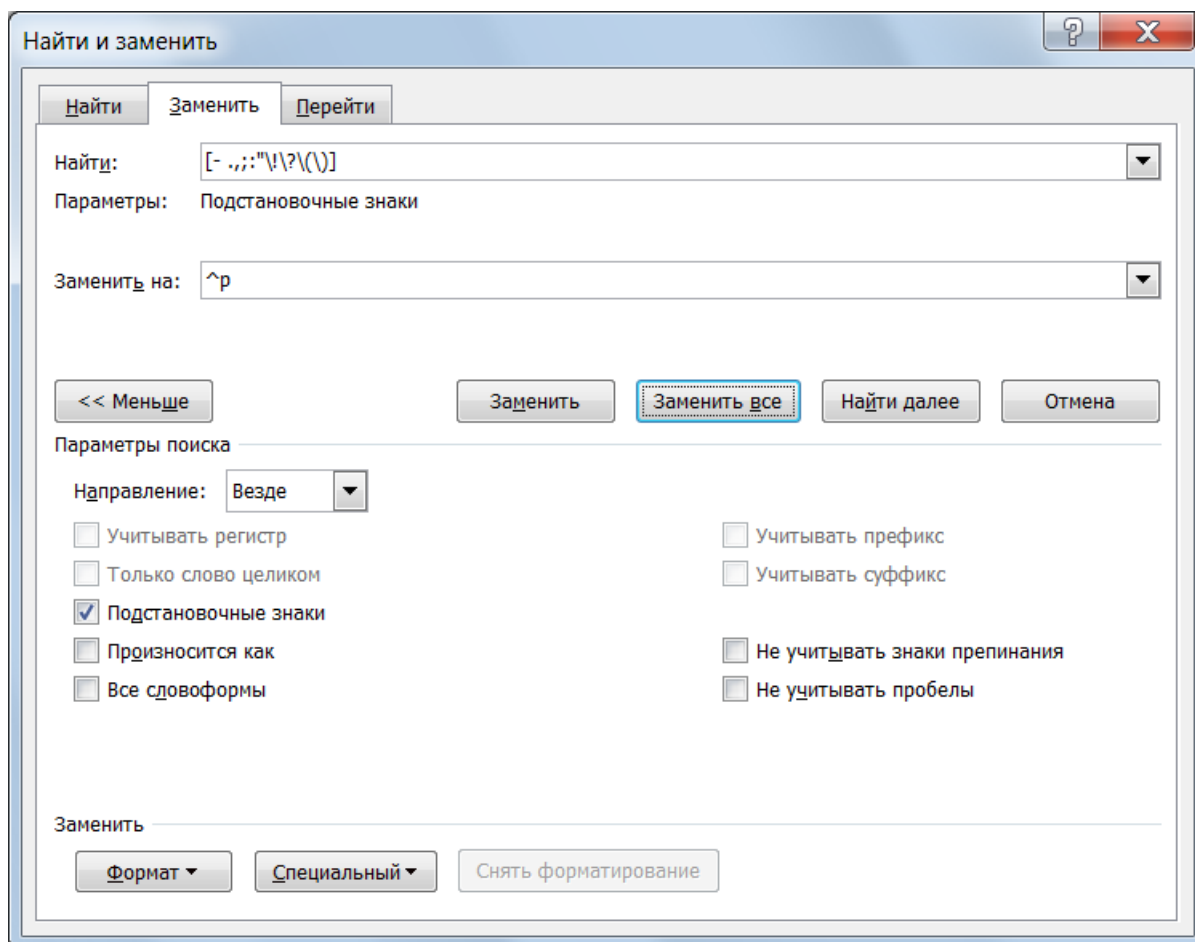 Найти и заменить
Найти Заменить Перейти
Найти: [- .,;:"\!\?\(\)]
Параметры: Подстановочные знаки
Заменить на: ^p
<< Меньше Заменить Заменить все Найти далее Отмена
Параметры поиска
Направление: Везде
Учитывать регистр Учитывать префикс
Только слово целиком Учитывать суффикс
Подстановочные знаки
Произносится как Не учитывать знаки препинания
Все словоформы Не учитывать пробелы
Заменить
Формат Специальный Снять форматирование